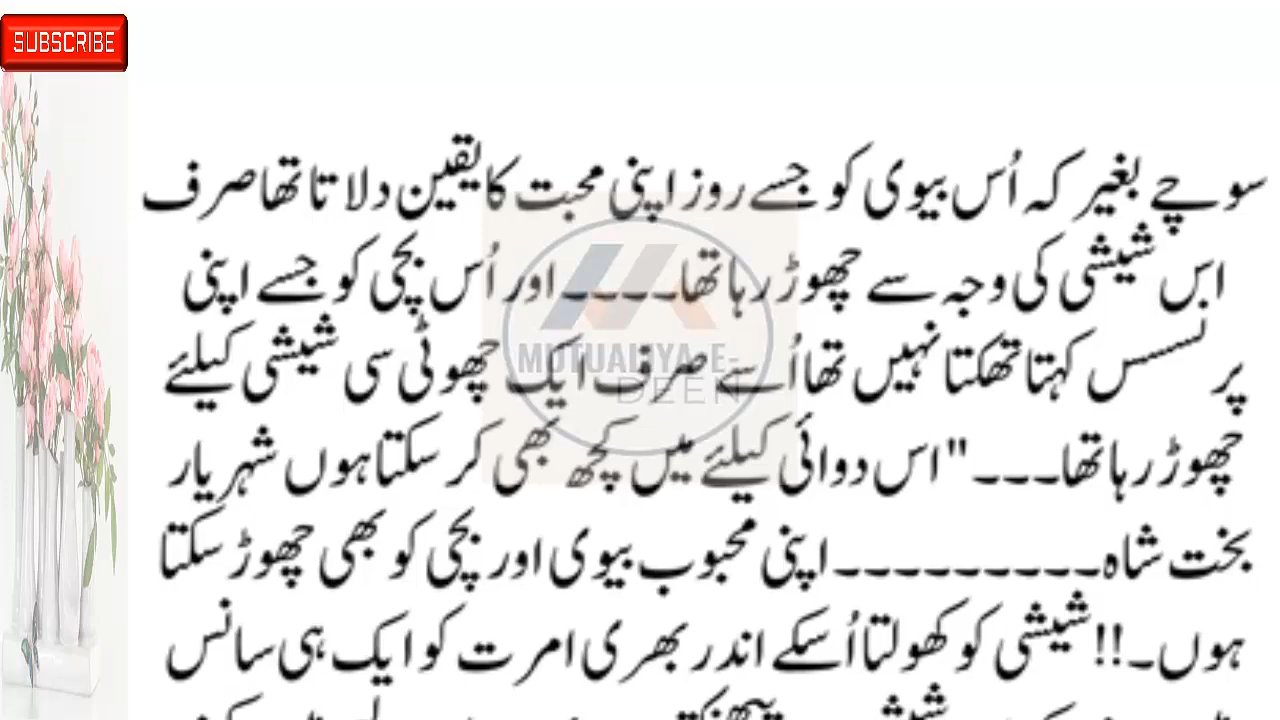 SUBSCRIBE
سوچے بغیر کہ اُس بیوی کو جسے روز اپنی محبت کا یقین دلاتا تھا صرف
اس شیشی کی وجہ سے چھوڑ رہا تھا۔۔۔۔ اور اُس بچی کو جسے اپنی
پرنسسس کہتا تھکتا نہیں تھا اُسے صرف ایک چھوٹی سی شیشی کیلئے
چھوڑ رہا تھا۔۔۔ "اس دوائی کیلئے میں کچھ بھی کر سکتا ہوں شہریار
بخت شاہ۔۔۔۔۔۔۔۔۔۔ اپنی محبوب بیوی اور بچی کو بھی چھوڑ سکتا
ہوں۔!! شیشی کو کھولتا اُسکے اندر بھری امرت کو ایک ہی سانس
MUTUALIYA-E-
DEEN